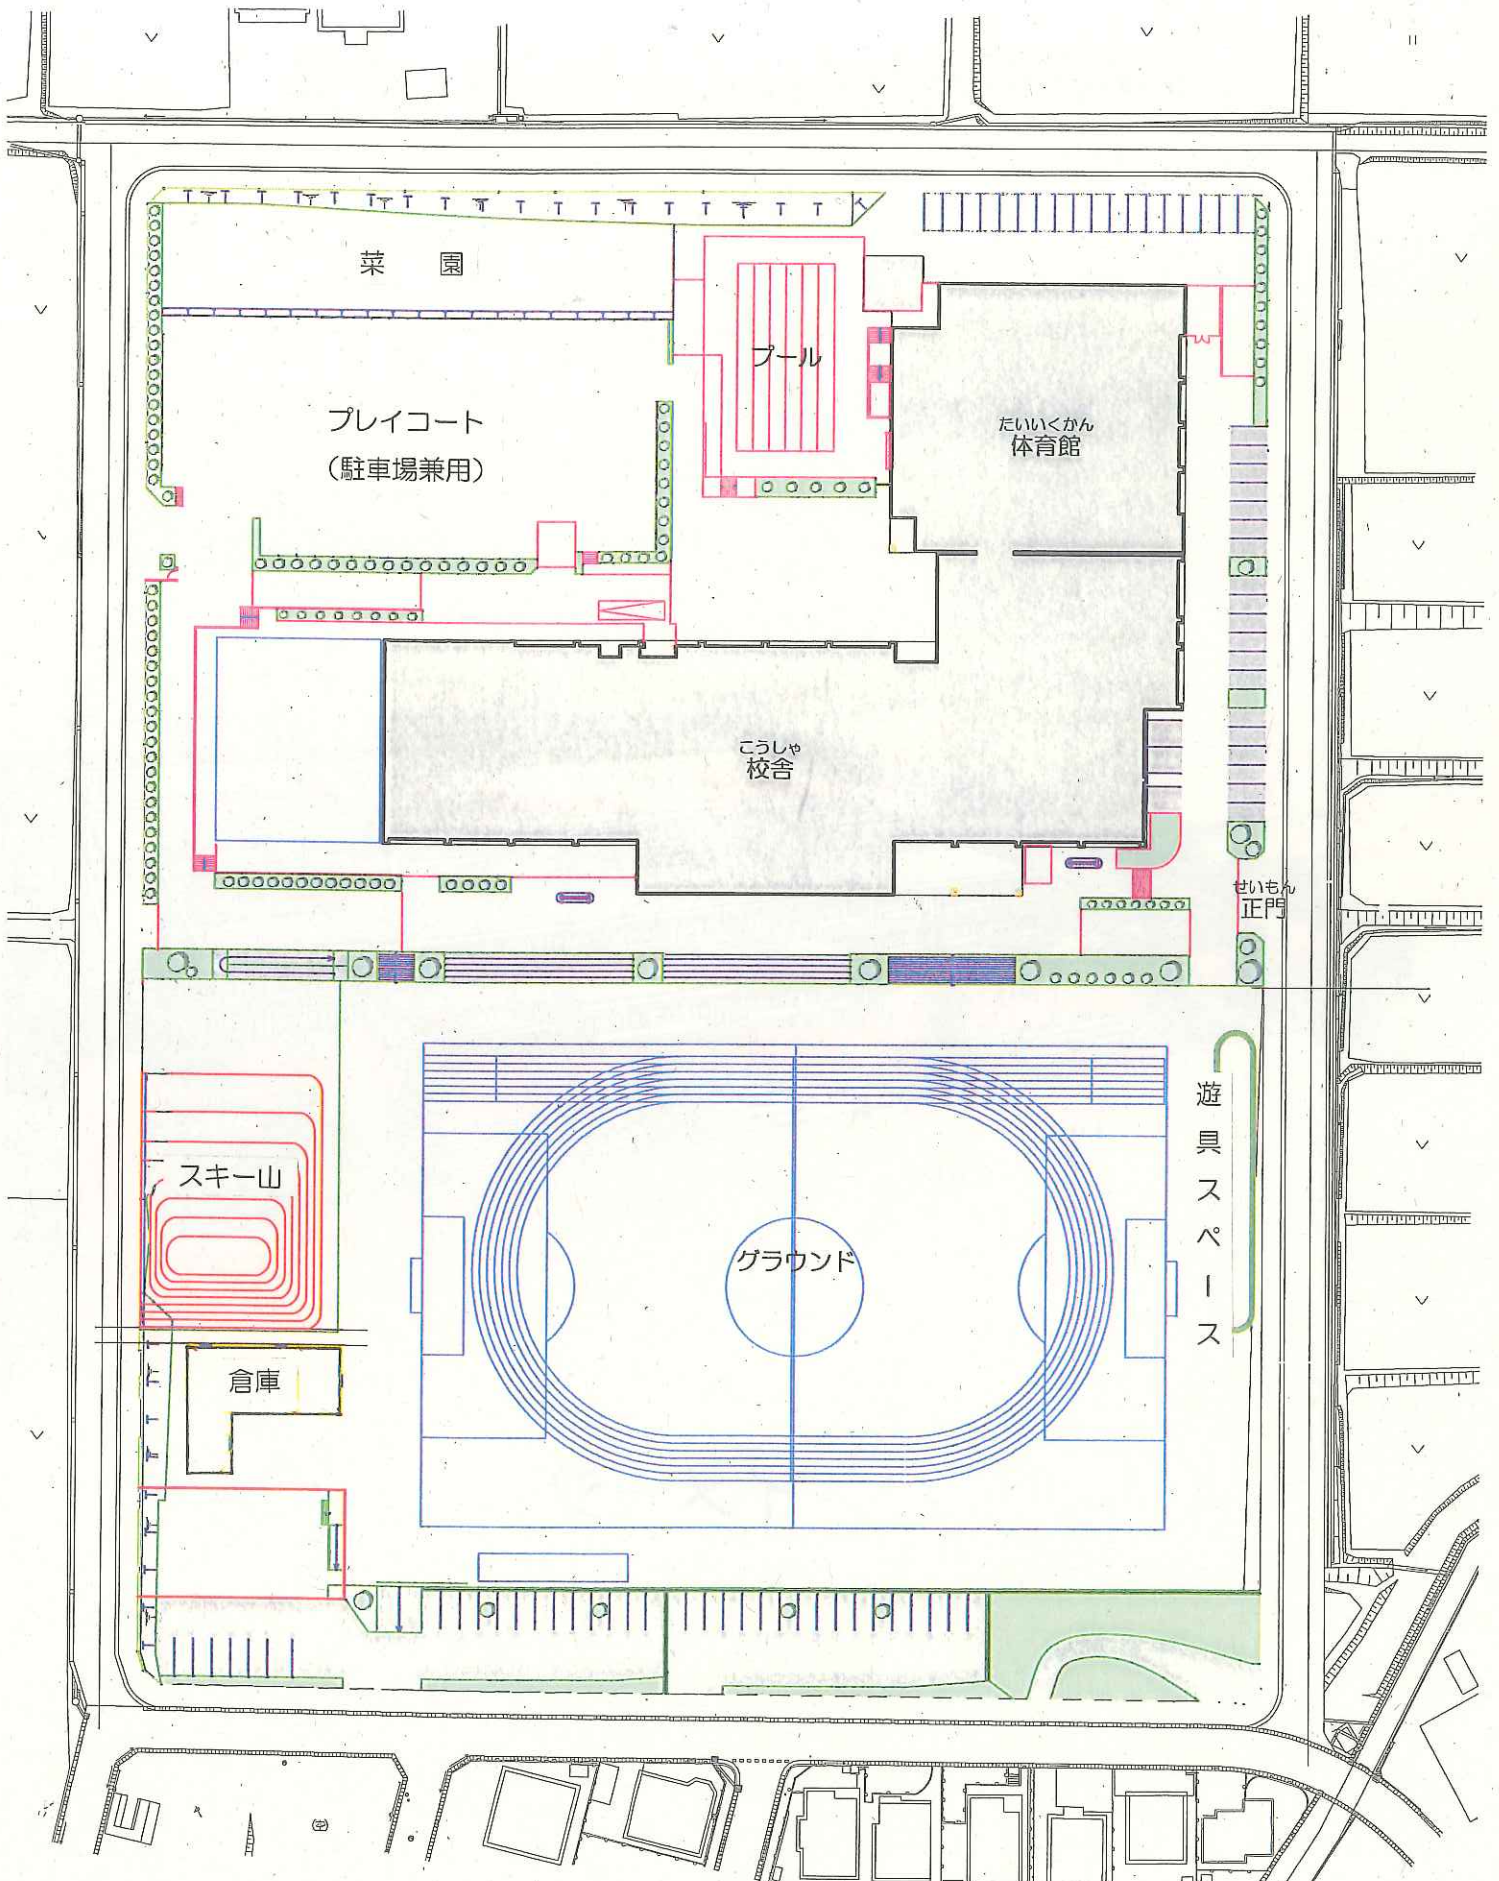 菜園
プール
プレイコート
(駐車場兼用)
たいいくかん
体育館
こうしゃ
校舎
せいもん
正門
遊具スペース
スキー山
グラウンド
倉庫